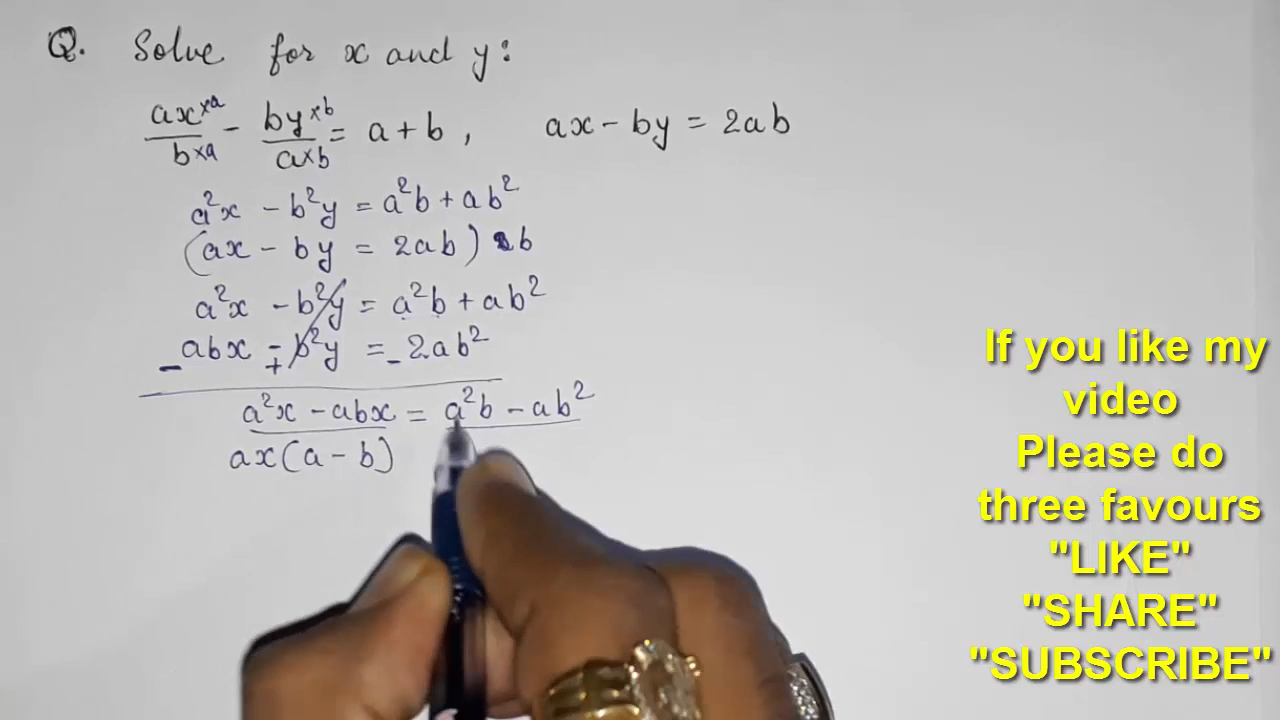 Q. Solve for x and y:
ax×a/b×a - by×b/a×b = a+b, ax - by = 2ab
a²x - b²y = a²b + ab²
(ax - by = 2ab) b
a²x - b²y = a²b + ab²
- abx - + b²y = - 2ab²
a²x - abx = a²b - ab²
ax(a - b)
If you like my
video
Please do
three favours
"LIKE"
"SHARE"
"SUBSCRIBE"